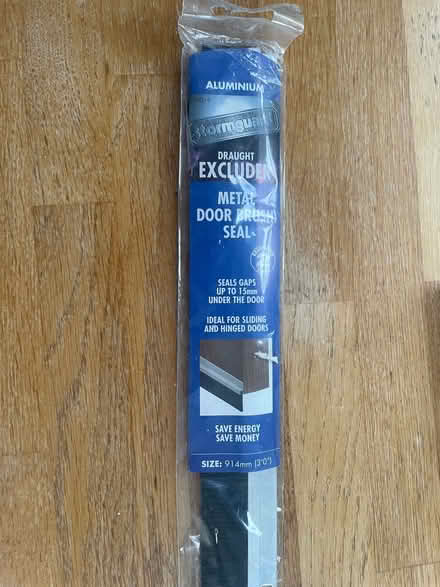 ALUMINIUM
stormguard
DRAUGHT
EXCLUDER
METAL
DOOR BRUSH
SEAL
SEALS GAPS
UP TO 15mm
UNDER THE DOOR
IDEAL FOR SLIDING
AND HINGED DOORS
SAVE ENERGY
SAVE MONEY
SIZE: 914mm (3'0")